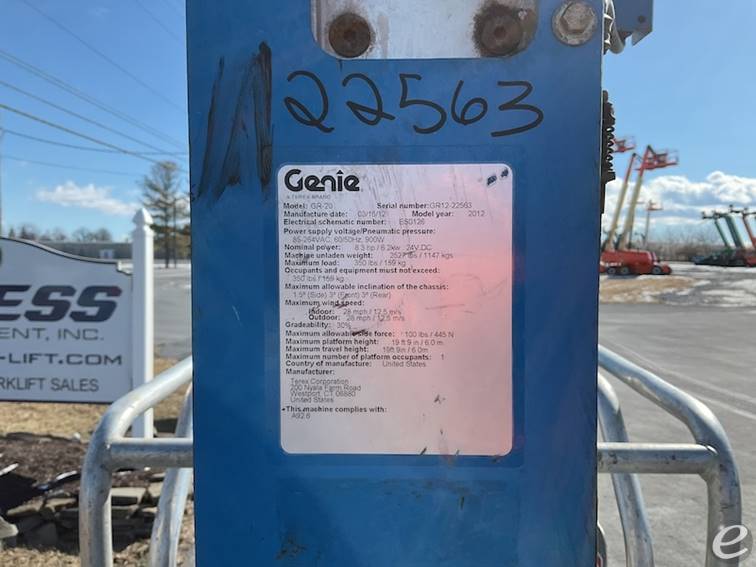 22563
Genie
A TEREX BRAND
Model: GR-20 Serial number: GR12-22563
Manufacture date: 03/15/12 Model year: 2012
Electrical schematic number: ES0126
Power supply voltage/Pneumatic pressure:
85-264VAC, 60/50Hz, 900W
Nominal power: 8.3 hp / 6.2kw 24V DC
Machine unladen weight: 2527 lbs / 1147 kgs
Maximum load: 350 lbs / 159 kg
Occupants and equipment must not exceed:
350 lbs / 159 kg
Maximum allowable inclination of the chassis:
1.5° (Side) 3° (Front) 3° (Rear)
Maximum wind speed:
Indoor: 28 mph / 12.5 m/s
Outdoor: 28 mph / 12.5 m/s
Gradeability: 30%
Maximum allowable side force: 100 lbs / 445 N
Maximum platform height: 19 ft 9 in / 6.0 m
Maximum travel height: 19ft 9in / 6.0m
Maximum number of platform occupants: 1
Country of manufacture: United States
Manufacturer:
Terex Corporation
200 Nyala Farm Road
Westport, CT 06880
United States
This machine complies with:
A92.6
ESS
ENT, INC.
-LIFT.COM
RKLIFT SALES
e